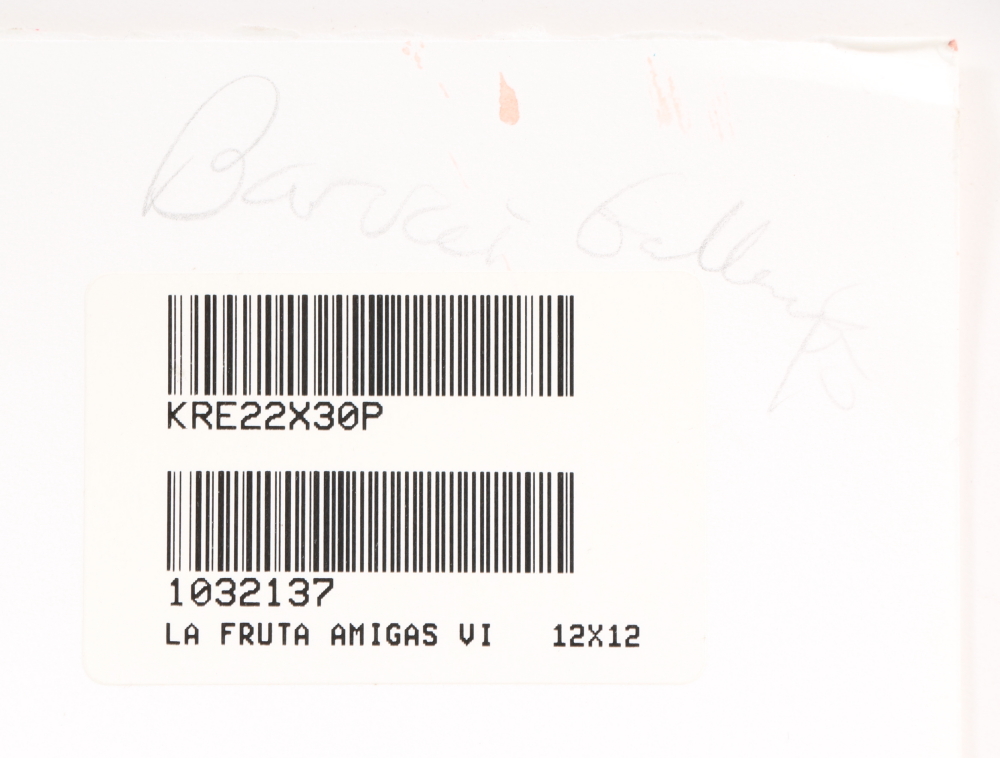 KRE22X30P
1032137
LA FRUTA AMIGAS VI 12X12